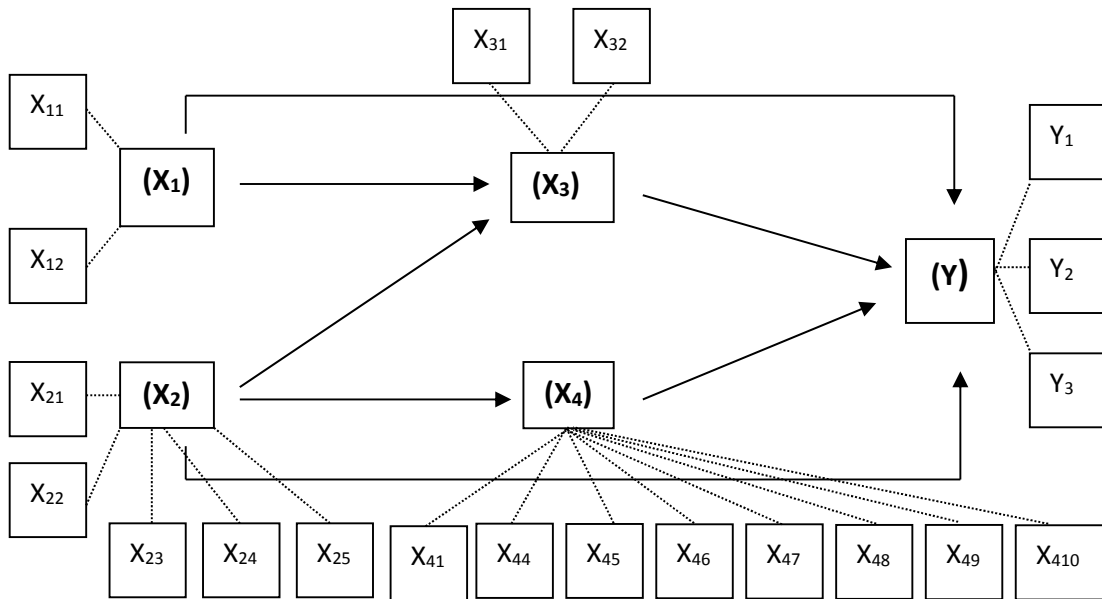 X₃₁
X₃₂
X₁₁
Y₁
(X₁)
(X₃)
X₁₂
(Y)
Y₂
X₂₁
(X₂)
(X₄)
Y₃
X₂₂
X₂₃
X₂₄
X₂₅
X₄₁
X₄₄
X₄₅
X₄₆
X₄₇
X₄₈
X₄₉
X₄₁₀